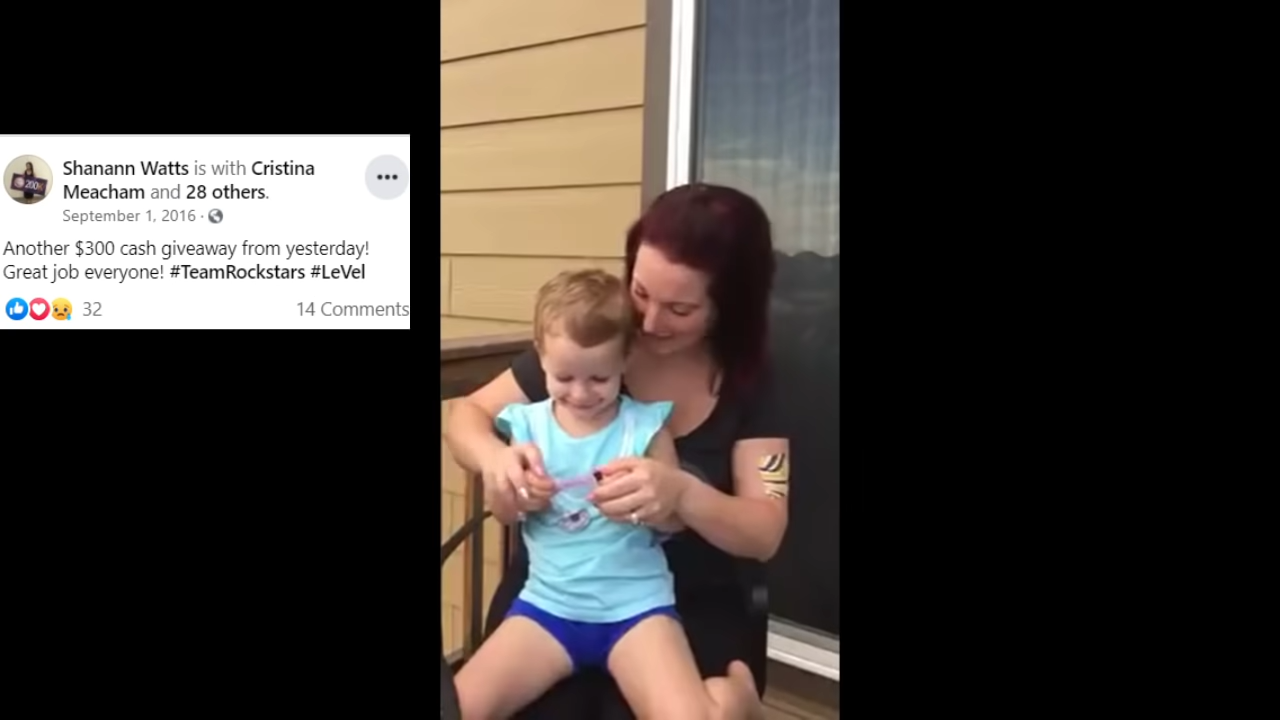 Shanann Watts is with Cristina
Meacham and 28 others.
September 1, 2016 ·
Another $300 cash giveaway from yesterday!
Great job everyone! #TeamRockstars #LeVel
32
14 Comments